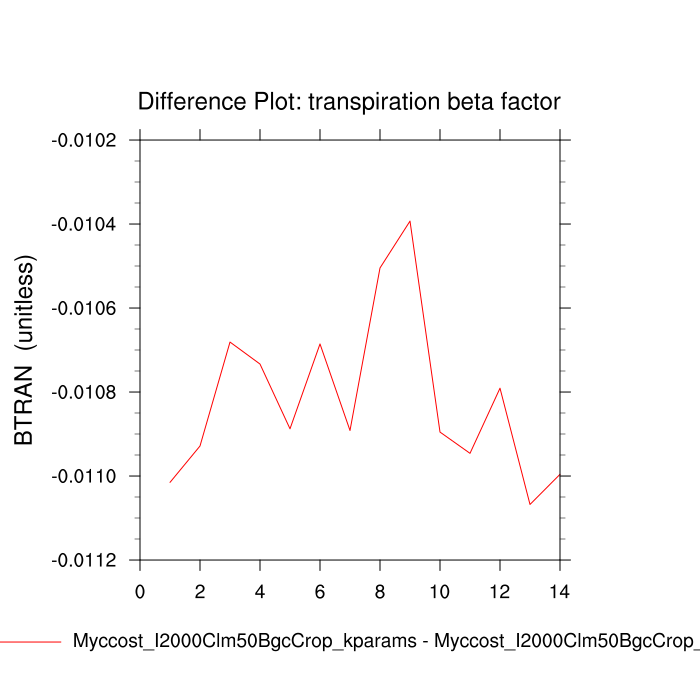 Difference Plot: transpiration beta factor
-0.0102
-0.0104
-0.0106
-0.0108
-0.0110
-0.0112
BTRAN (unitless)
0 2 4 6 8 10 12 14
Myccost_I2000Clm50BgcCrop_kparams - Myccost_I2000Clm50BgcCrop_